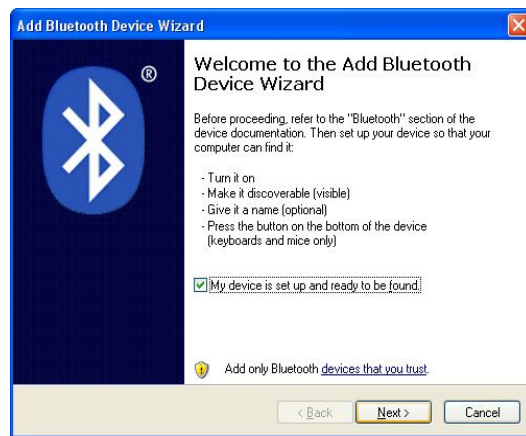 Add Bluetooth Device Wizard
®
Welcome to the Add Bluetooth
Device Wizard
Before proceeding, refer to the "Bluetooth" section of the
device documentation. Then set up your device so that your
computer can find it:
- Turn it on
- Make it discoverable (visible)
- Give it a name (optional)
- Press the button on the bottom of the device
(keyboards and mice only)
My device is set up and ready to be found.
Add only Bluetooth devices that you trust.
< Back
Next >
Cancel